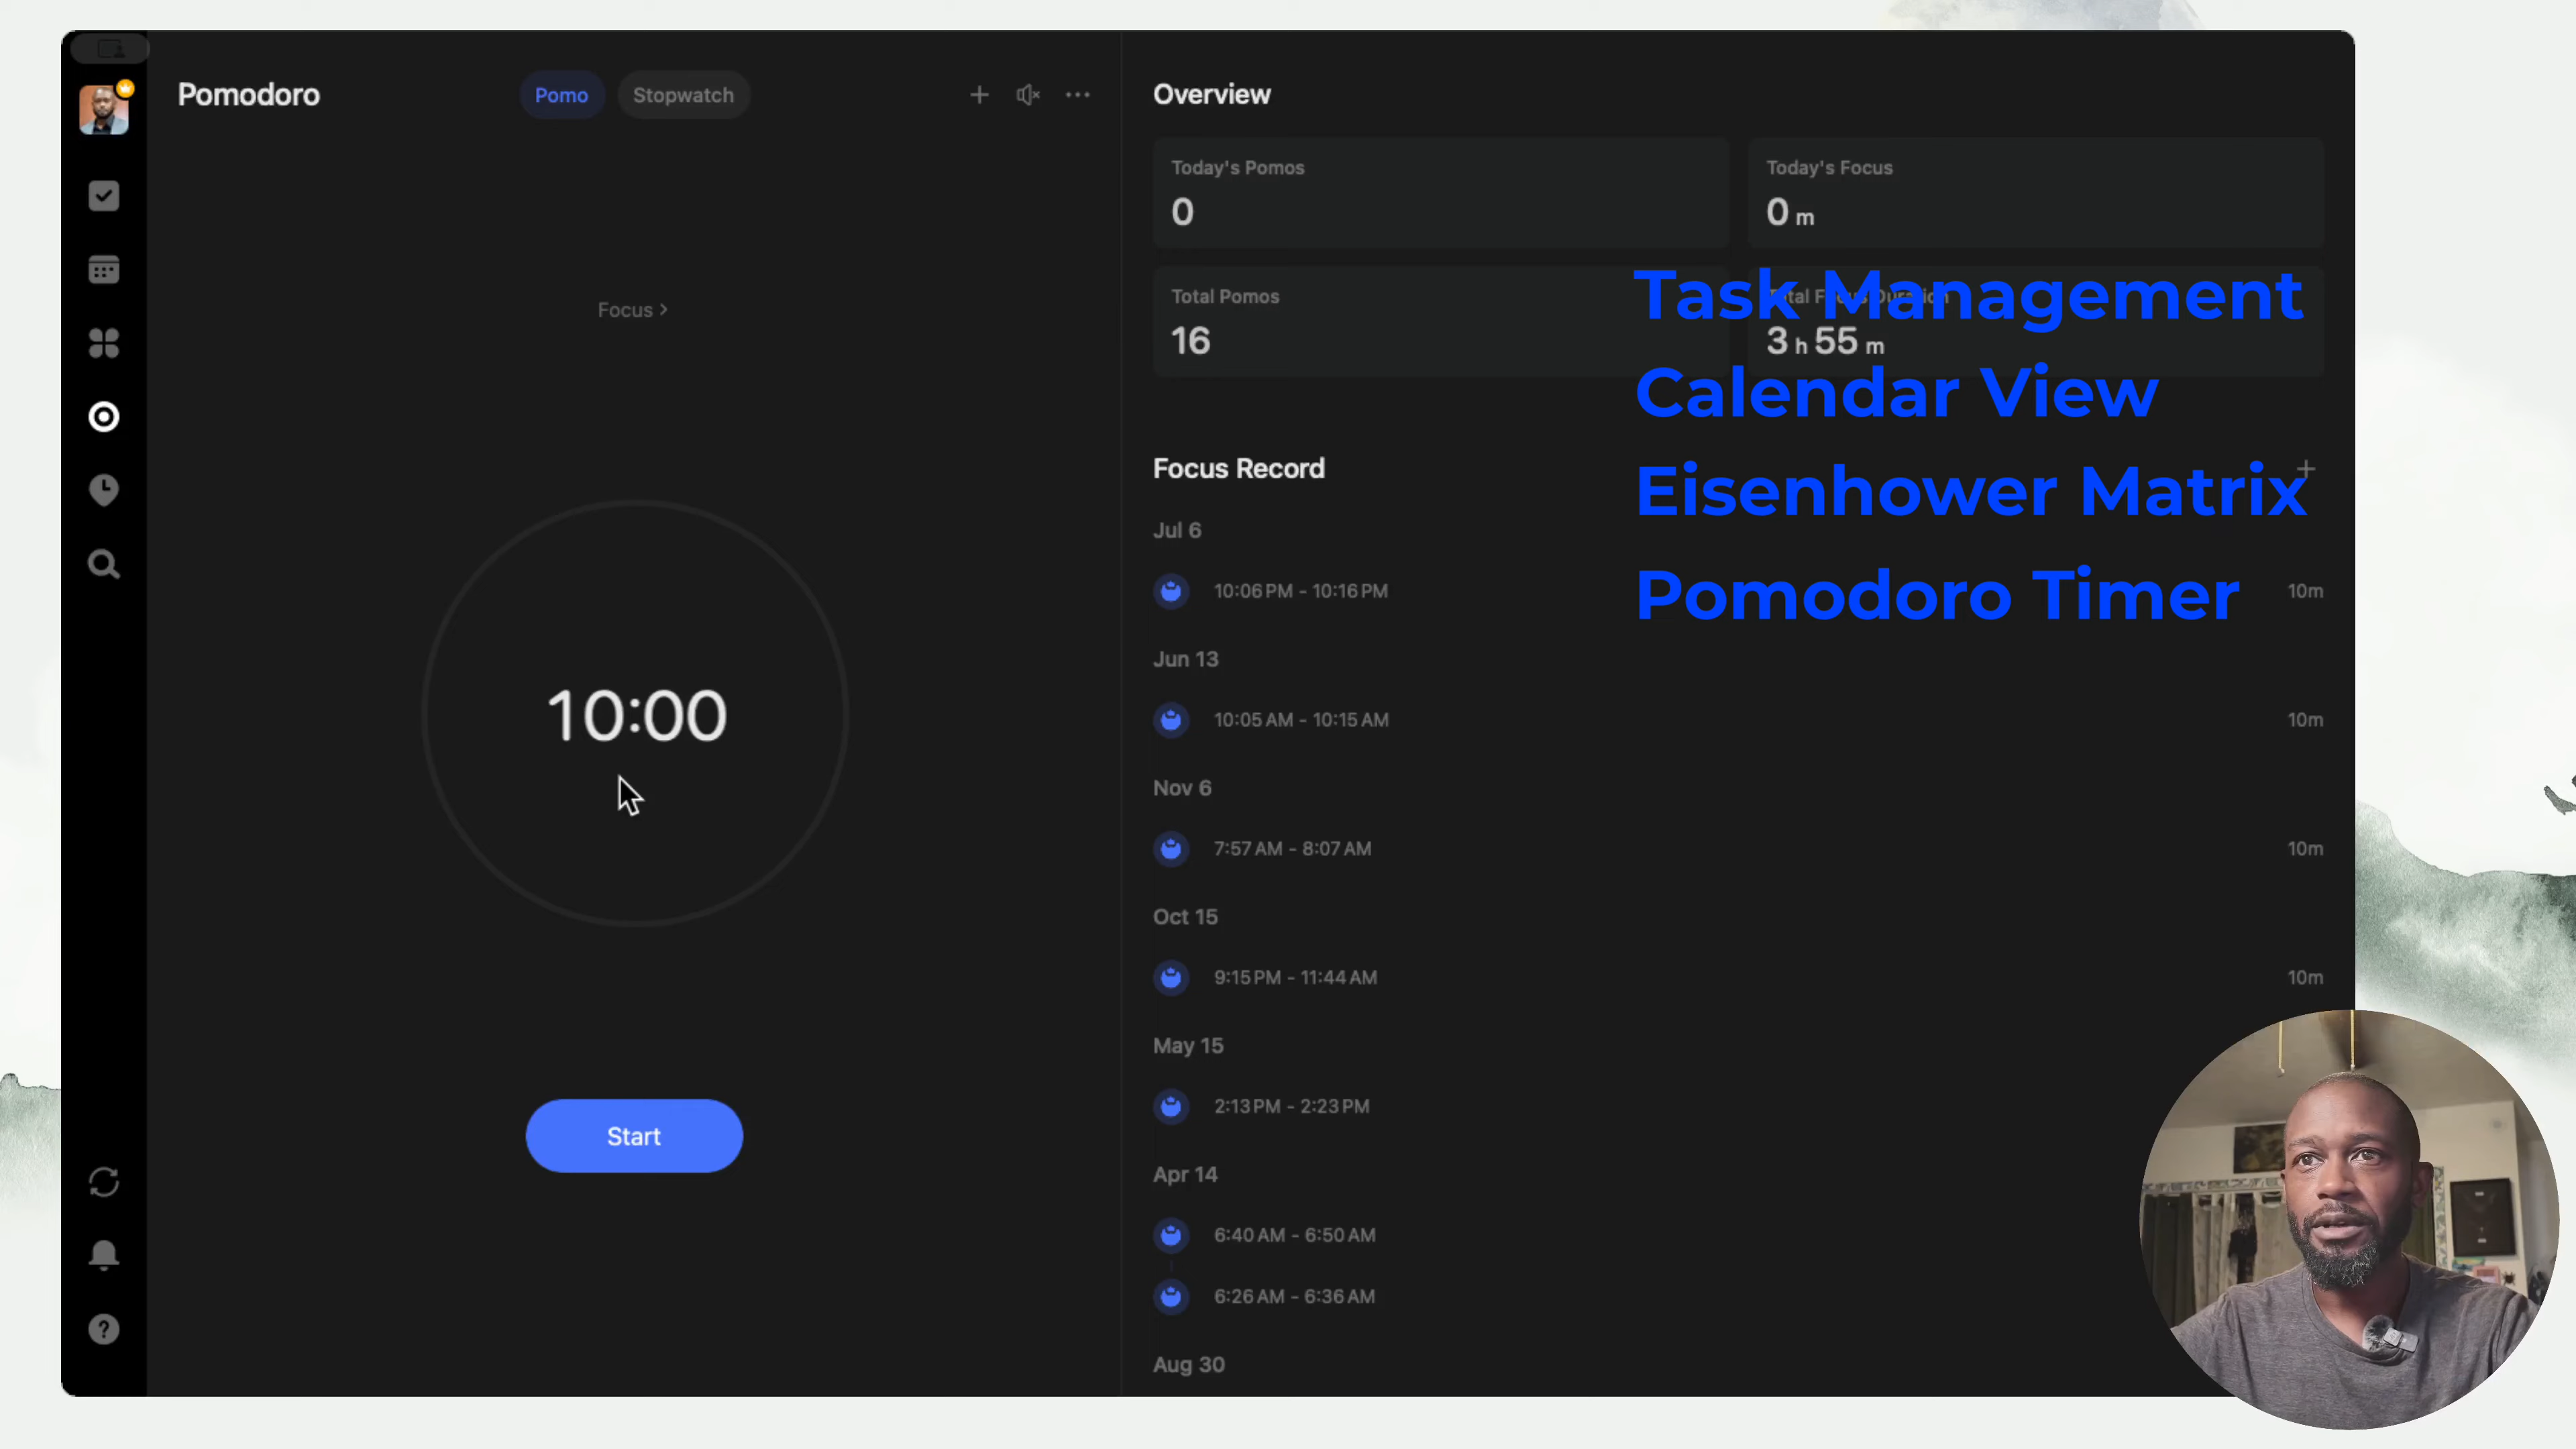 Pomodoro
Pomo
Stopwatch
Focus >
10:00
Start
Overview
Today's Pomos
0
Today's Focus
0 m
Total Pomos
16
Total Focus Duration
3 h 55 m
Task Management
Calendar View
Eisenhower Matrix
Pomodoro Timer
Focus Record
Jul 6
10:06 PM - 10:16 PM 10m
Jun 13
10:05 AM - 10:15 AM 10m
Nov 6
7:57 AM - 8:07 AM 10m
Oct 15
9:15 PM - 11:44 AM 10m
May 15
2:13 PM - 2:23 PM
Apr 14
6:40 AM - 6:50 AM
6:26 AM - 6:36 AM
Aug 30